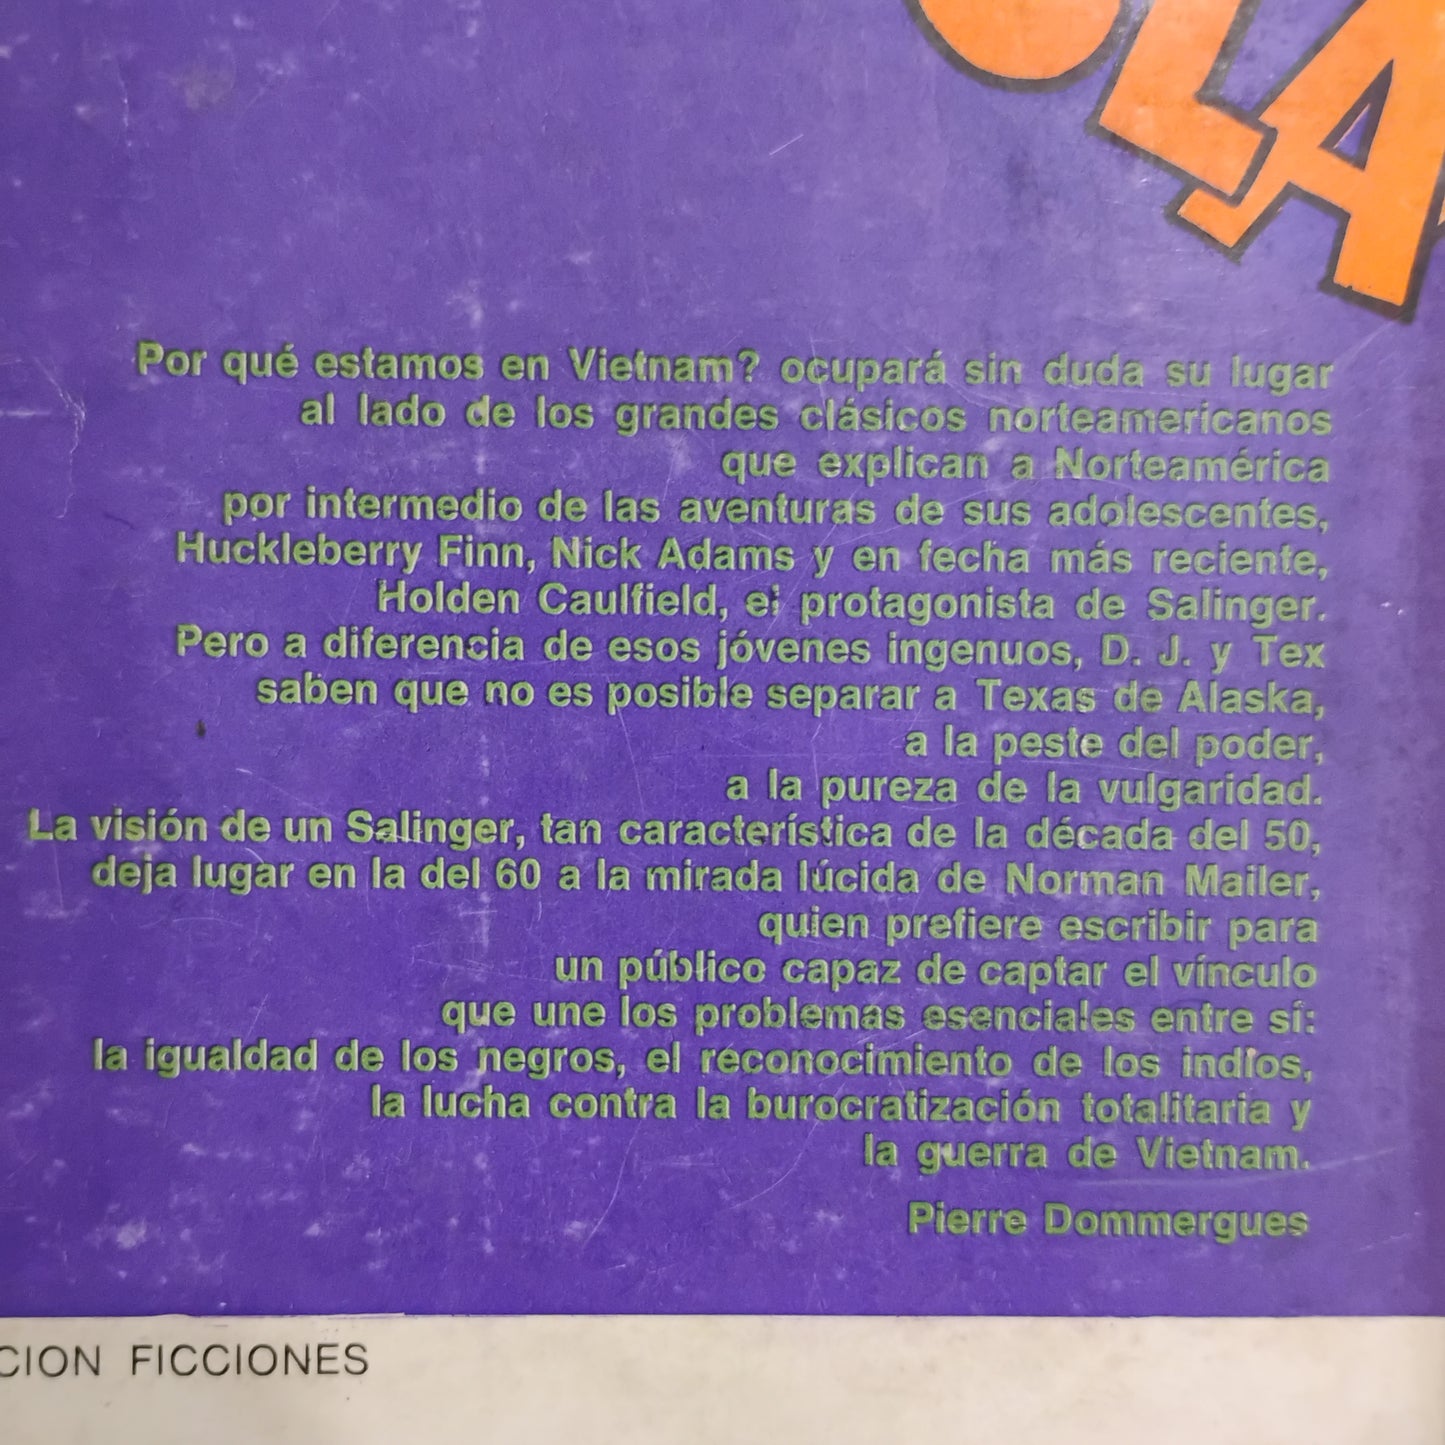 OLA
Por qué estamos en Vietnam? ocupará sin duda su lugar
al lado de los grandes clásicos norteamericanos
que explican a Norteamérica
por intermedio de las aventuras de sus adolescentes,
Huckleberry Finn, Nick Adams y en fecha más reciente,
Holden Caulfield, el protagonista de Salinger.
Pero a diferencia de esos jóvenes ingenuos, D. J. y Tex
saben que no es posible separar a Texas de Alaska,
a la peste del poder,
a la pureza de la vulgaridad.
La visión de un Salinger, tan característica de la década del 50,
deja lugar en la del 60 a la mirada lúcida de Norman Mailer,
quien prefiere escribir para
un público capaz de captar el vínculo
que une los problemas esenciales entre sí:
la igualdad de los negros, el reconocimiento de los indios,
la lucha contra la burocratización totalitaria y
la guerra de Vietnam.
Pierre Dommergues
CION FICCIONES